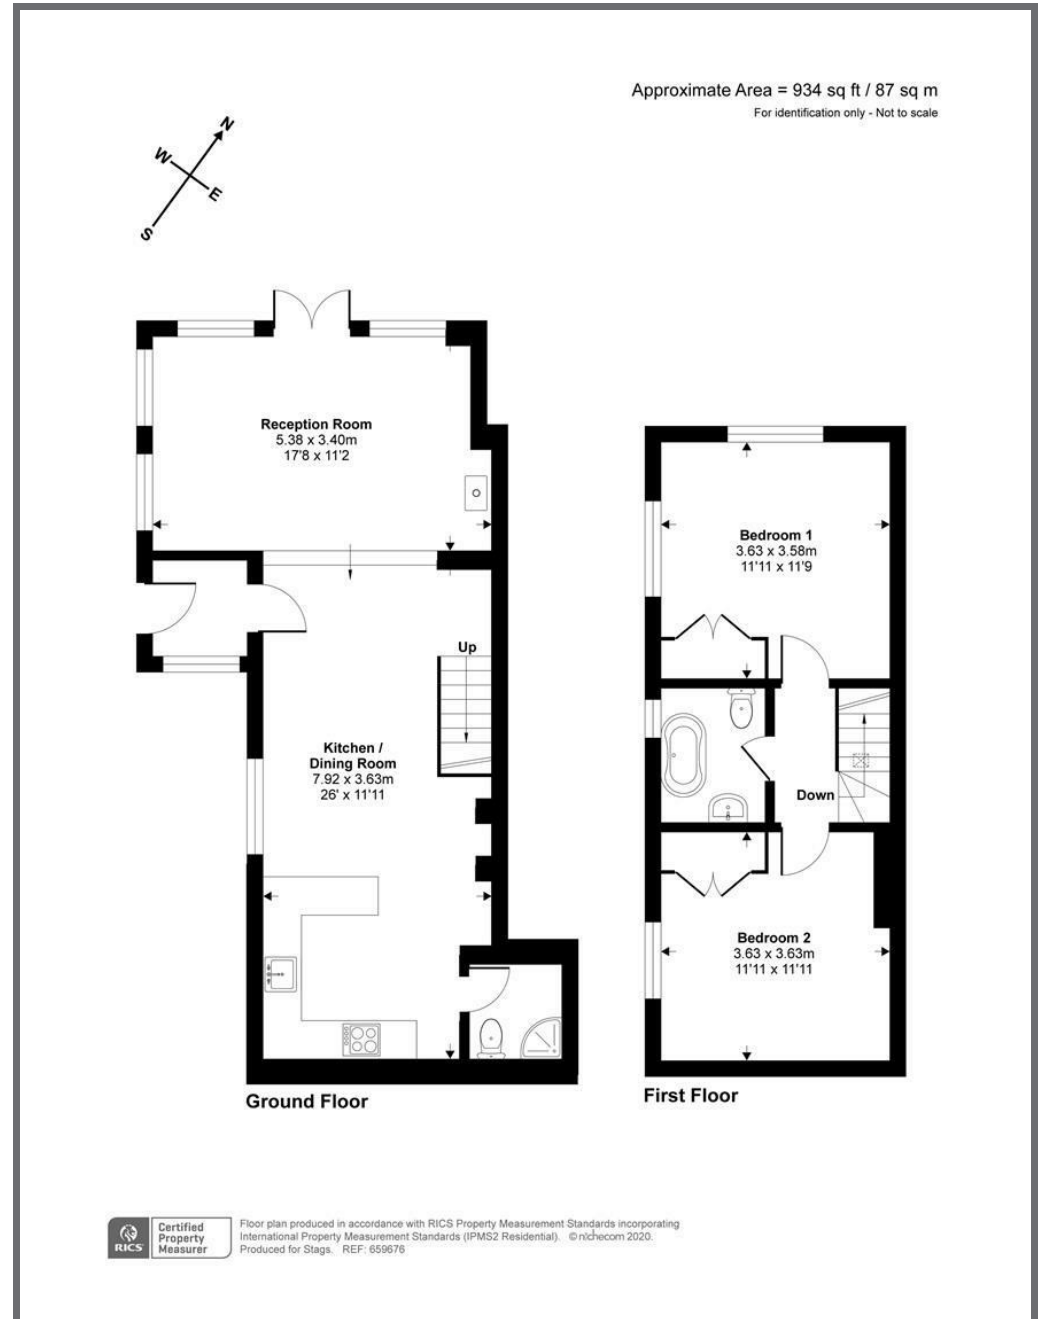 Approximate Area = 934 sq ft / 87 sq m
For identification only - Not to scale
N
W
E
S
Reception Room
5.38 x 3.40m
17'8 x 11'2
Up
Kitchen /
Dining Room
7.92 x 3.63m
26' x 11'11
Ground Floor
Bedroom 1
3.63 x 3.58m
11'11 x 11'9
Down
Bedroom 2
3.63 x 3.63m
11'11 x 11'11
First Floor
RICS
Certified
Property
Measurer
Floor plan produced in accordance with RICS Property Measurement Standards incorporating
International Property Measurement Standards (IPMS2 Residential). © nichecom 2020.
Produced for Stags. REF: 659676